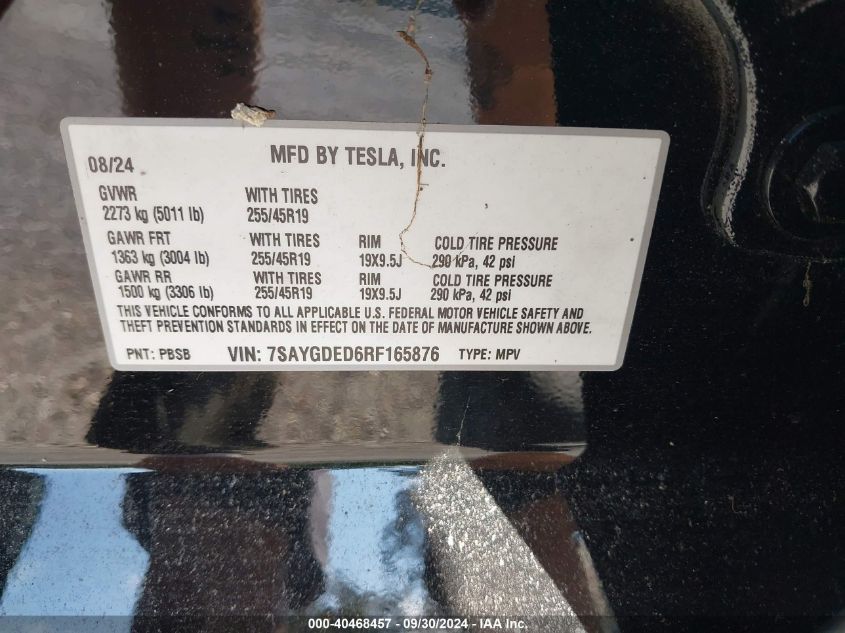 08/24 MFD BY TESLA, INC.
GVWR WITH TIRES
2273 kg (5011 lb) 255/45R19
GAWR FRT WITH TIRES RIM COLD TIRE PRESSURE
1363 kg (3004 lb) 255/45R19 19X9.5J 290 kPa, 42 psi
GAWR RR WITH TIRES RIM COLD TIRE PRESSURE
1500 kg (3306 lb) 255/45R19 19X9.5J 290 kPa, 42 psi
THIS VEHICLE CONFORMS TO ALL APPLICABLE U.S. FEDERAL MOTOR VEHICLE SAFETY AND
THEFT PREVENTION STANDARDS IN EFFECT ON THE DATE OF MANUFACTURE SHOWN ABOVE.
PNT: PBSB VIN: 7SAYGDED6RF165876 TYPE: MPV
000-40468457 - 09/30/2024 - IAA Inc.